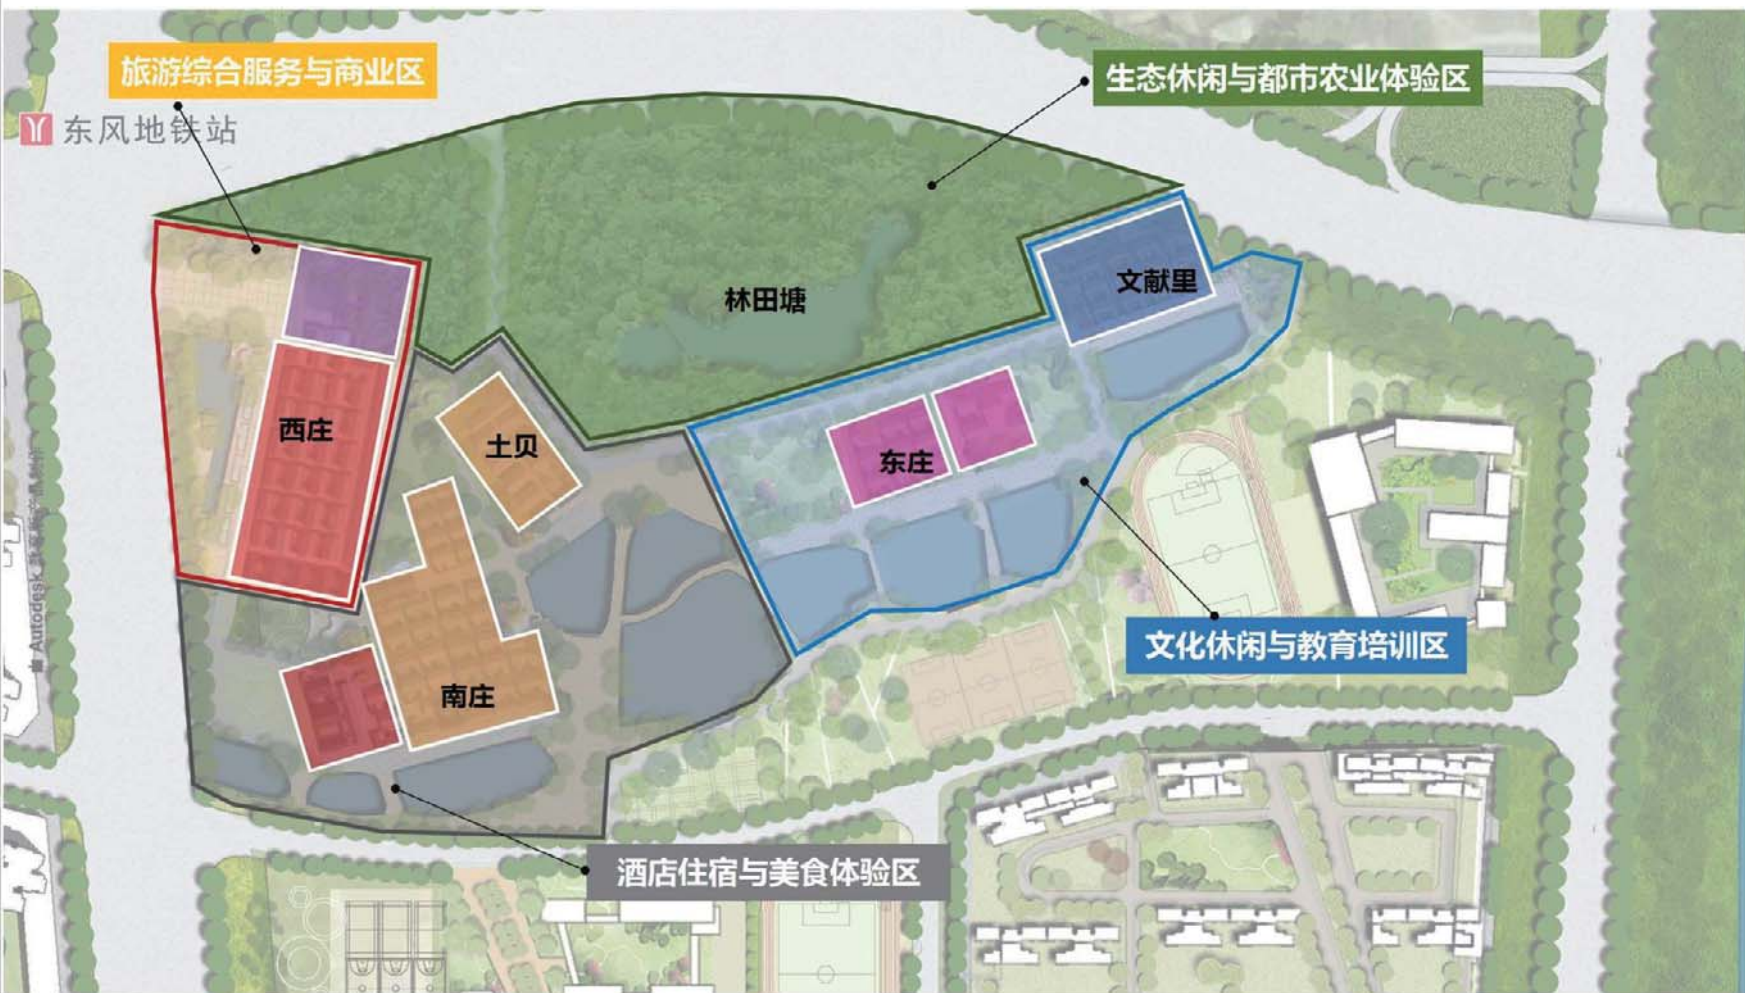 旅游综合服务与商业区
生态休闲与都市农业体验区
东风地铁站
文献里
林田塘
西庄
土贝
东庄
文化休闲与教育培训区
南庄
酒店住宿与美食体验区
Autodesk